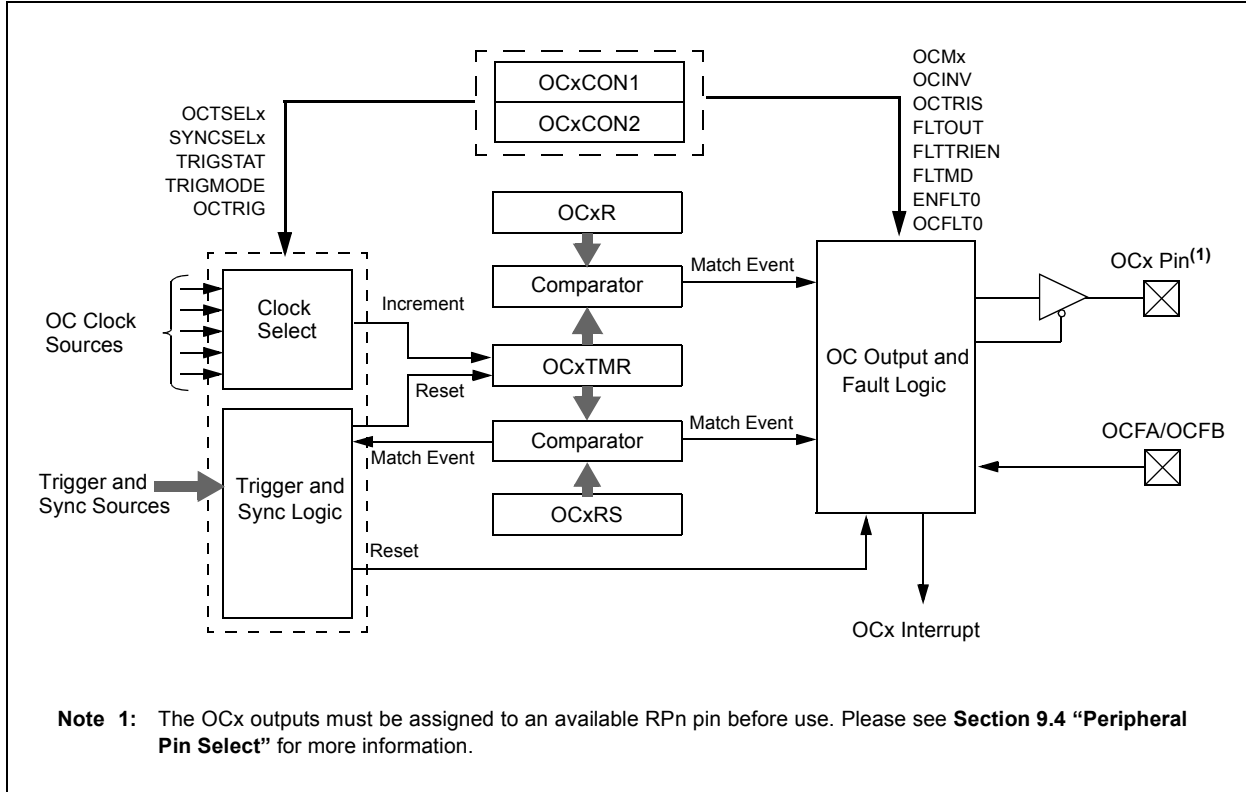 OCxCON1
OCxCON2
OCMx
OCINV
OCTRIS
FLTOUT
FLTTRIEN
FLTMD
ENFLT0
OCFLT0
OCTSELx
SYNCSELx
TRIGSTAT
TRIGMODE
OCTRIG
OCxR
Match Event
Comparator
OCx Pin(1)
OC Clock
Sources
Clock
Select
Increment
OCxTMR
Reset
OC Output and
Fault Logic
Match Event
Comparator
Match Event
OCFA/OCFB
Trigger and
Sync Sources
Trigger and
Sync Logic
OCxRS
Reset
OCx Interrupt
Note 1: The OCx outputs must be assigned to an available RPn pin before use. Please see Section 9.4 “Peripheral
Pin Select” for more information.